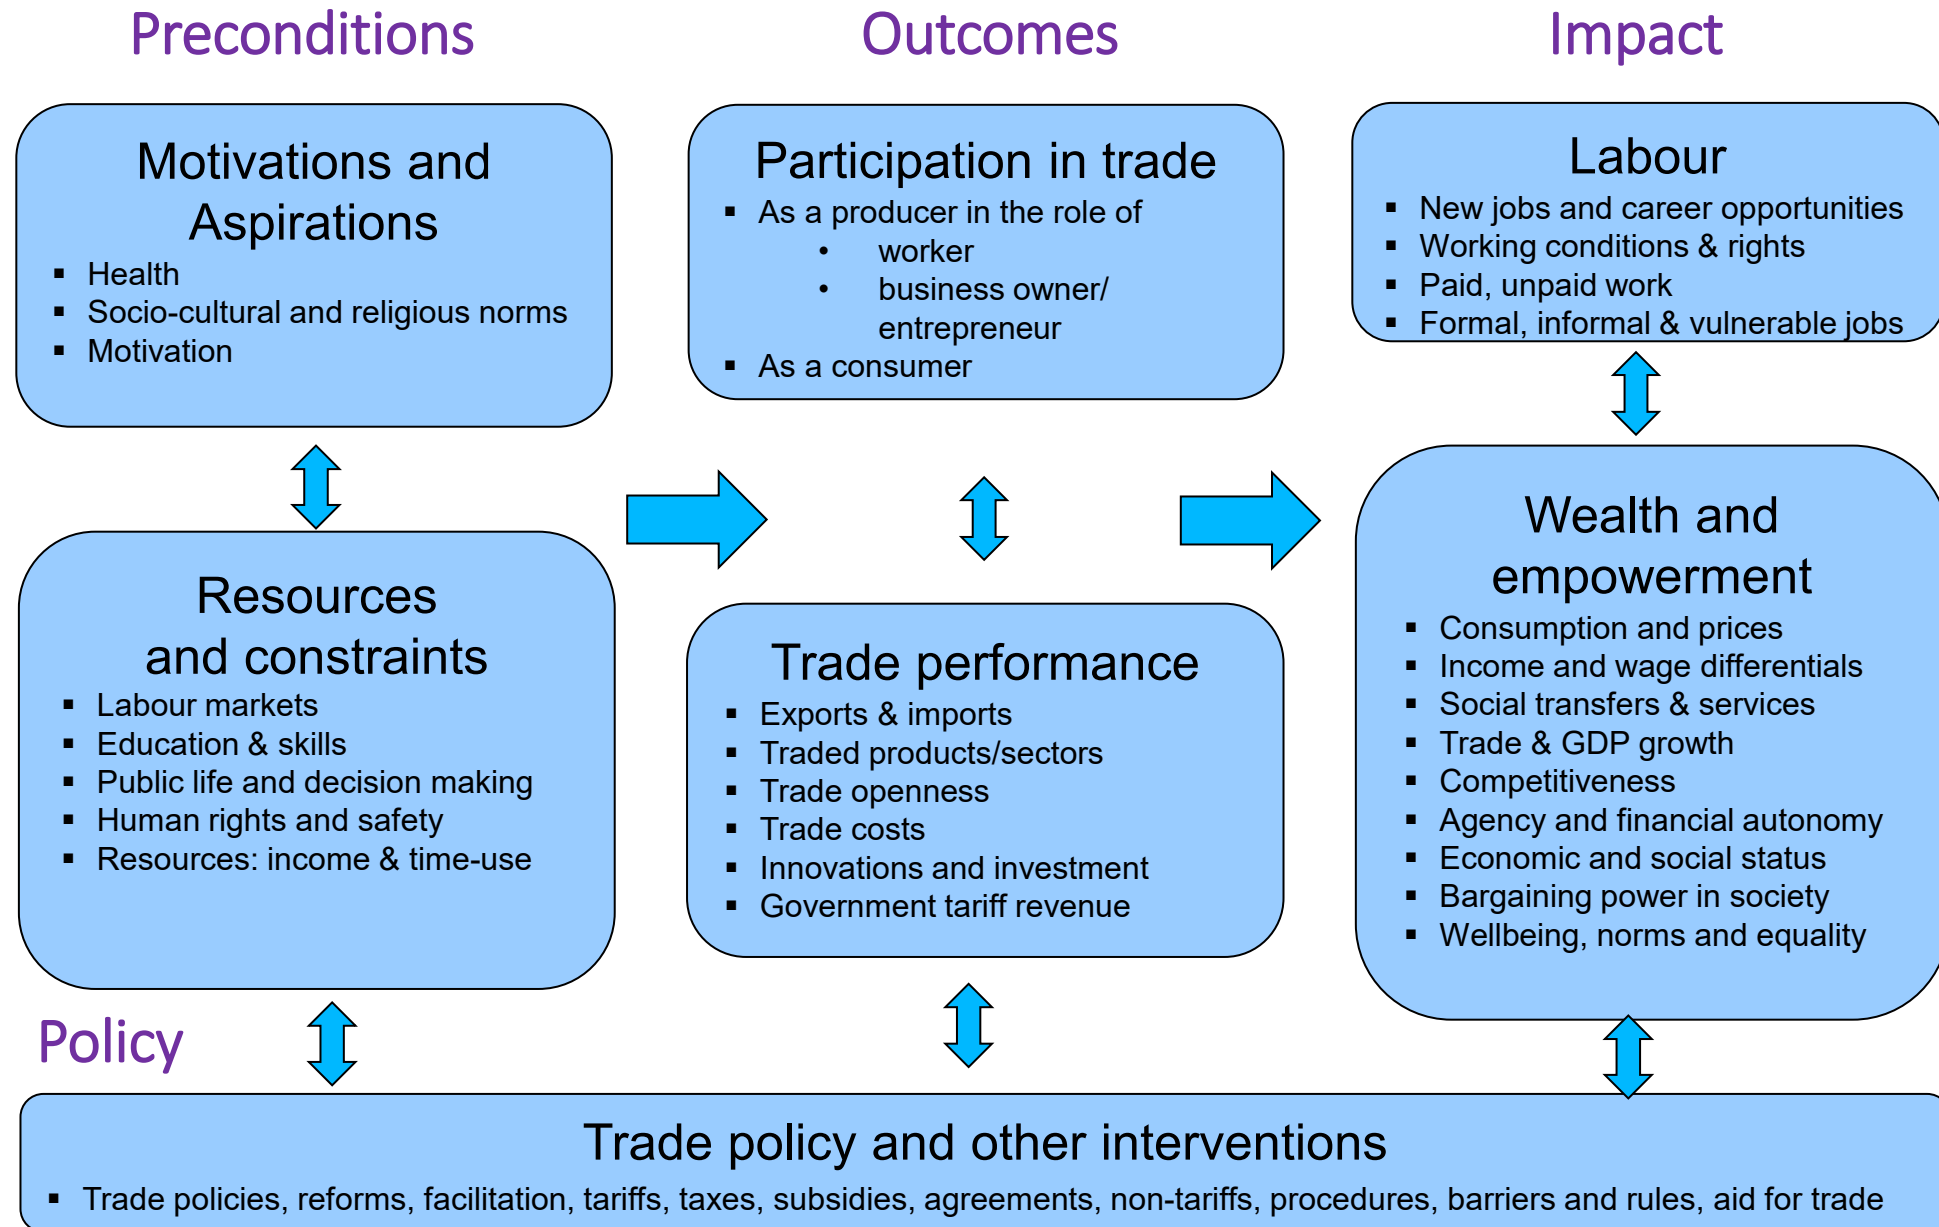 Preconditions
Outcomes
Impact
Motivations and
Aspirations
▪ Health
▪ Socio-cultural and religious norms
▪ Motivation
Participation in trade
▪ As a producer in the role of
• worker
• business owner/
entrepreneur
▪ As a consumer
Labour
▪ New jobs and career opportunities
▪ Working conditions & rights
▪ Paid, unpaid work
▪ Formal, informal & vulnerable jobs
Resources
and constraints
▪ Labour markets
▪ Education & skills
▪ Public life and decision making
▪ Human rights and safety
▪ Resources: income & time-use
Trade performance
▪ Exports & imports
▪ Traded products/sectors
▪ Trade openness
▪ Trade costs
▪ Innovations and investment
▪ Government tariff revenue
Wealth and
empowerment
▪ Consumption and prices
▪ Income and wage differentials
▪ Social transfers & services
▪ Trade & GDP growth
▪ Competitiveness
▪ Agency and financial autonomy
▪ Economic and social status
▪ Bargaining power in society
▪ Wellbeing, norms and equality
Policy
Trade policy and other interventions
▪ Trade policies, reforms, facilitation, tariffs, taxes, subsidies, agreements, non-tariffs, procedures, barriers and rules, aid for trade